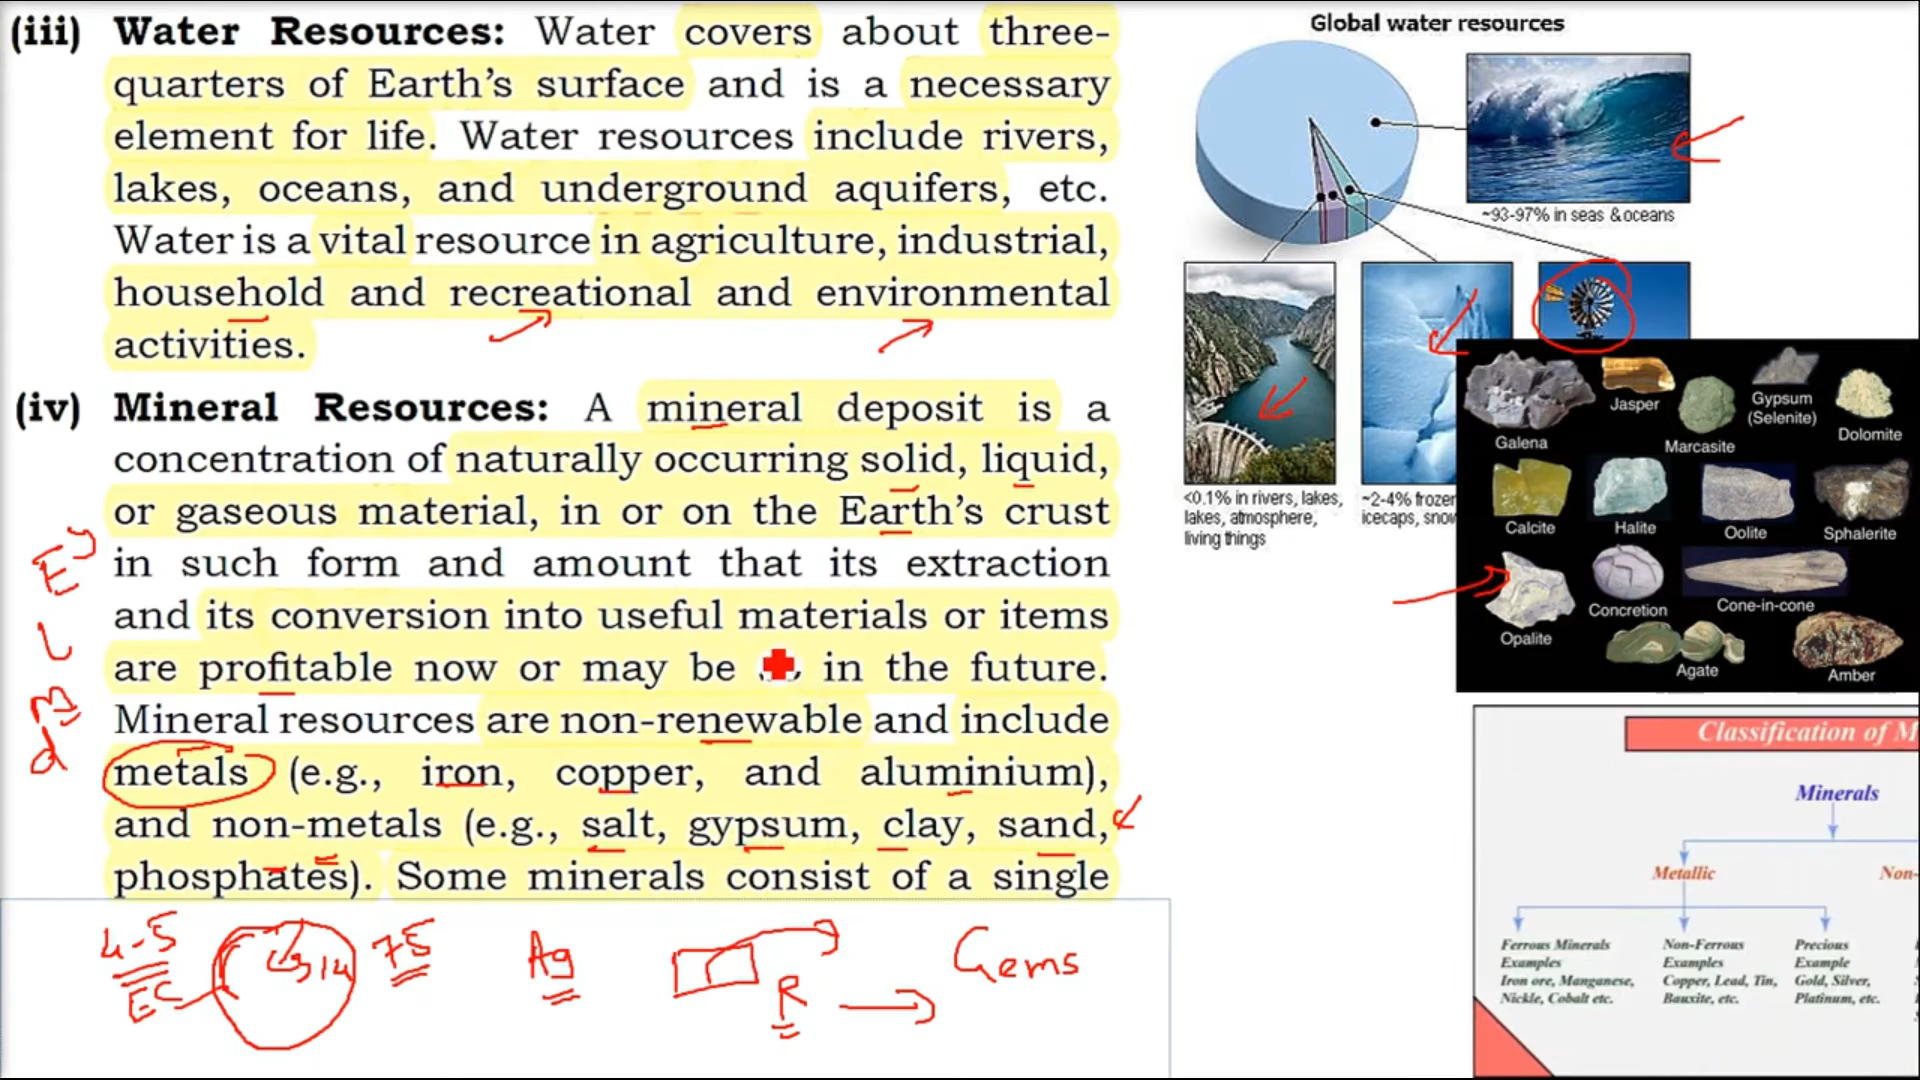 (iii) Water Resources: Water covers about three-
quarters of Earth's surface and is a necessary
element for life. Water resources include rivers,
lakes, oceans, and underground aquifers, etc.
Water is a vital resource in agriculture, industrial,
household and recreational and environmental
activities.
(iv) Mineral Resources: A mineral deposit is a
concentration of naturally occurring solid, liquid,
or gaseous material, in or on the Earth's crust
in such form and amount that its extraction
and its conversion into useful materials or items
are profitable now or may be in the future.
Mineral resources are non-renewable and include
metals (e.g., iron, copper, and aluminium),
and non-metals (e.g., salt, gypsum, clay, sand,
phosphates). Some minerals consist of a single
4-5
EC
75
Ag
R
Gems
Global water resources
~93-97% in seas & oceans
<0.1% in rivers, lakes,
lakes, atmosphere,
living things
~2-4% frozen
icecaps, snow
Galena
Jasper
Marcasite
Gypsum
(Selenite)
Dolomite
Calcite
Halite
Oolite
Sphalerite
Opalite
Concretion
Cone-in-cone
Agate
Amber
Classification of M
Minerals
Metallic
Non-
Ferrous Minerals
Examples
Iron ore, Manganese,
Nickle, Cobalt etc.
Non-Ferrous
Examples
Copper, Lead, Tin,
Bauxite, etc.
Precious
Example
Gold, Silver,
Platinum, etc.